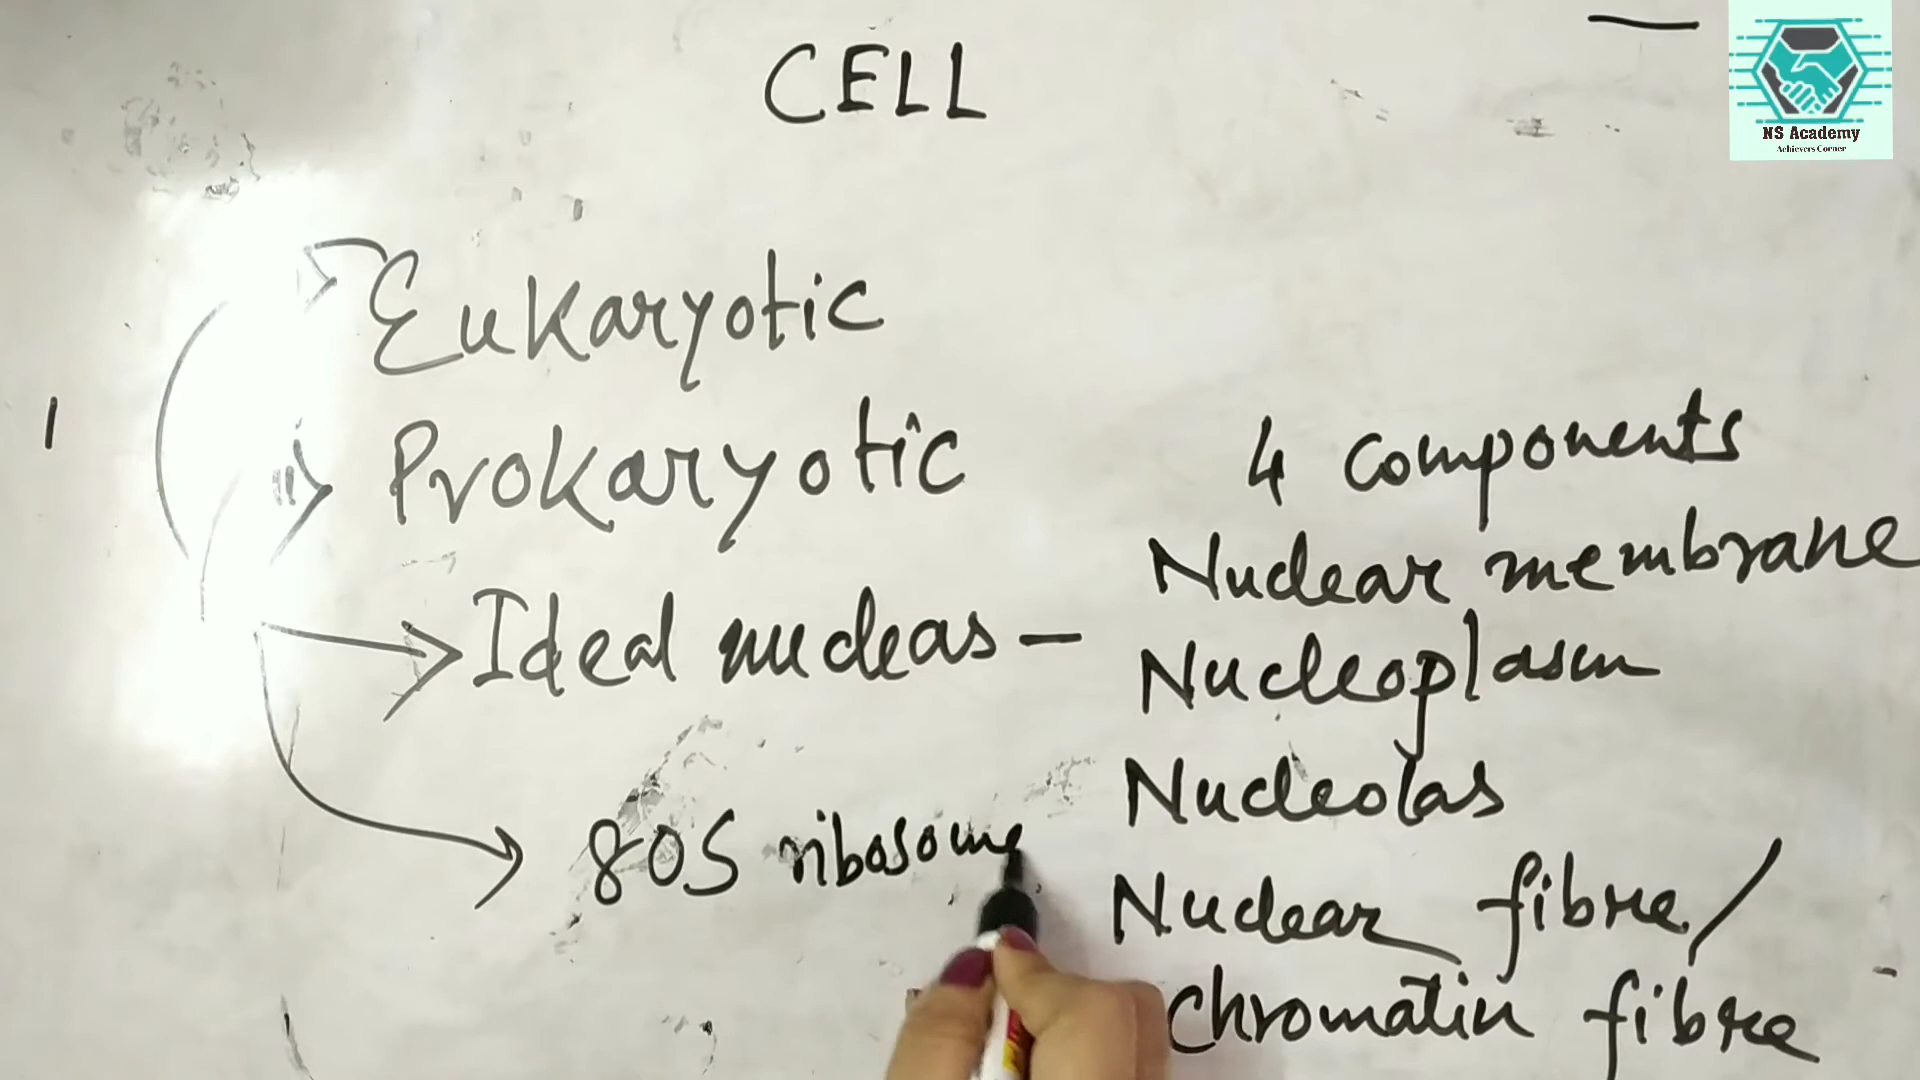 CELL
NS Academy
Achievers Corner
Eukaryotic
Prokaryotic
Ideal nucleas -
80S ribosome
4 components
Nuclear membrane
Nucleoplasm
Nucleolas
Nuclear fibre/
Chromatin fibre